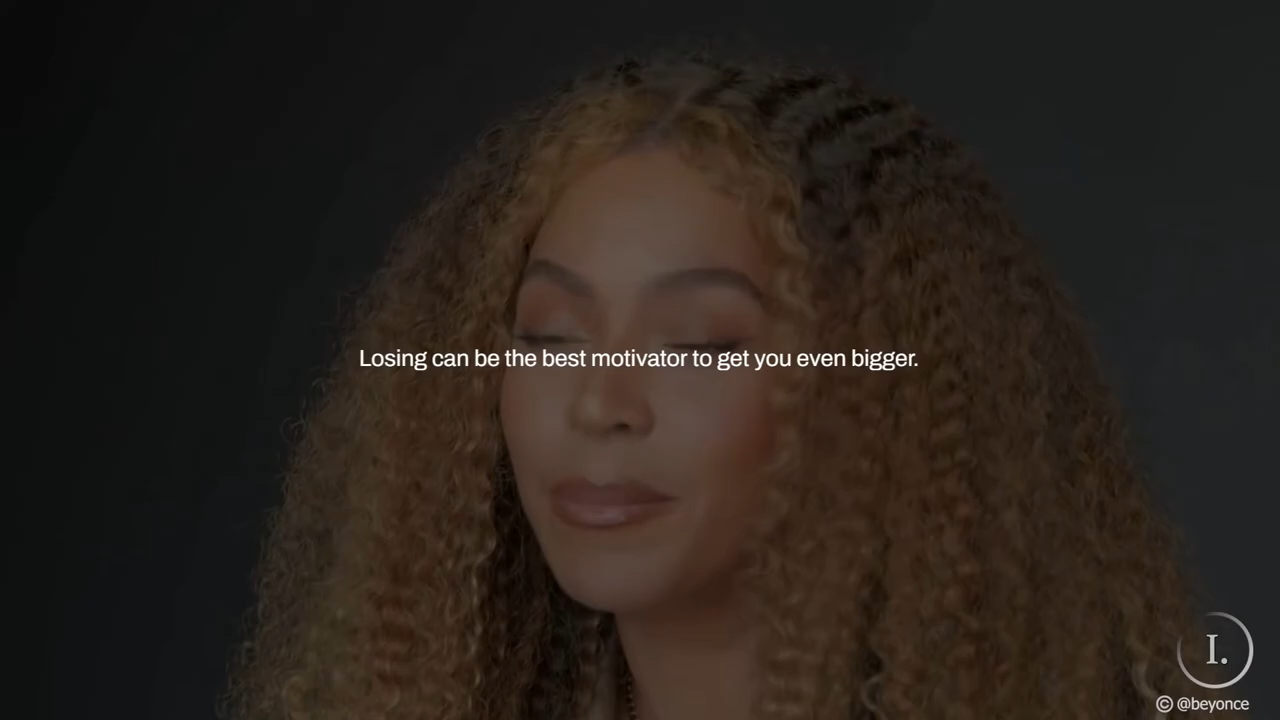 Losing can be the best motivator to get you even bigger.
I.
© @beyonce